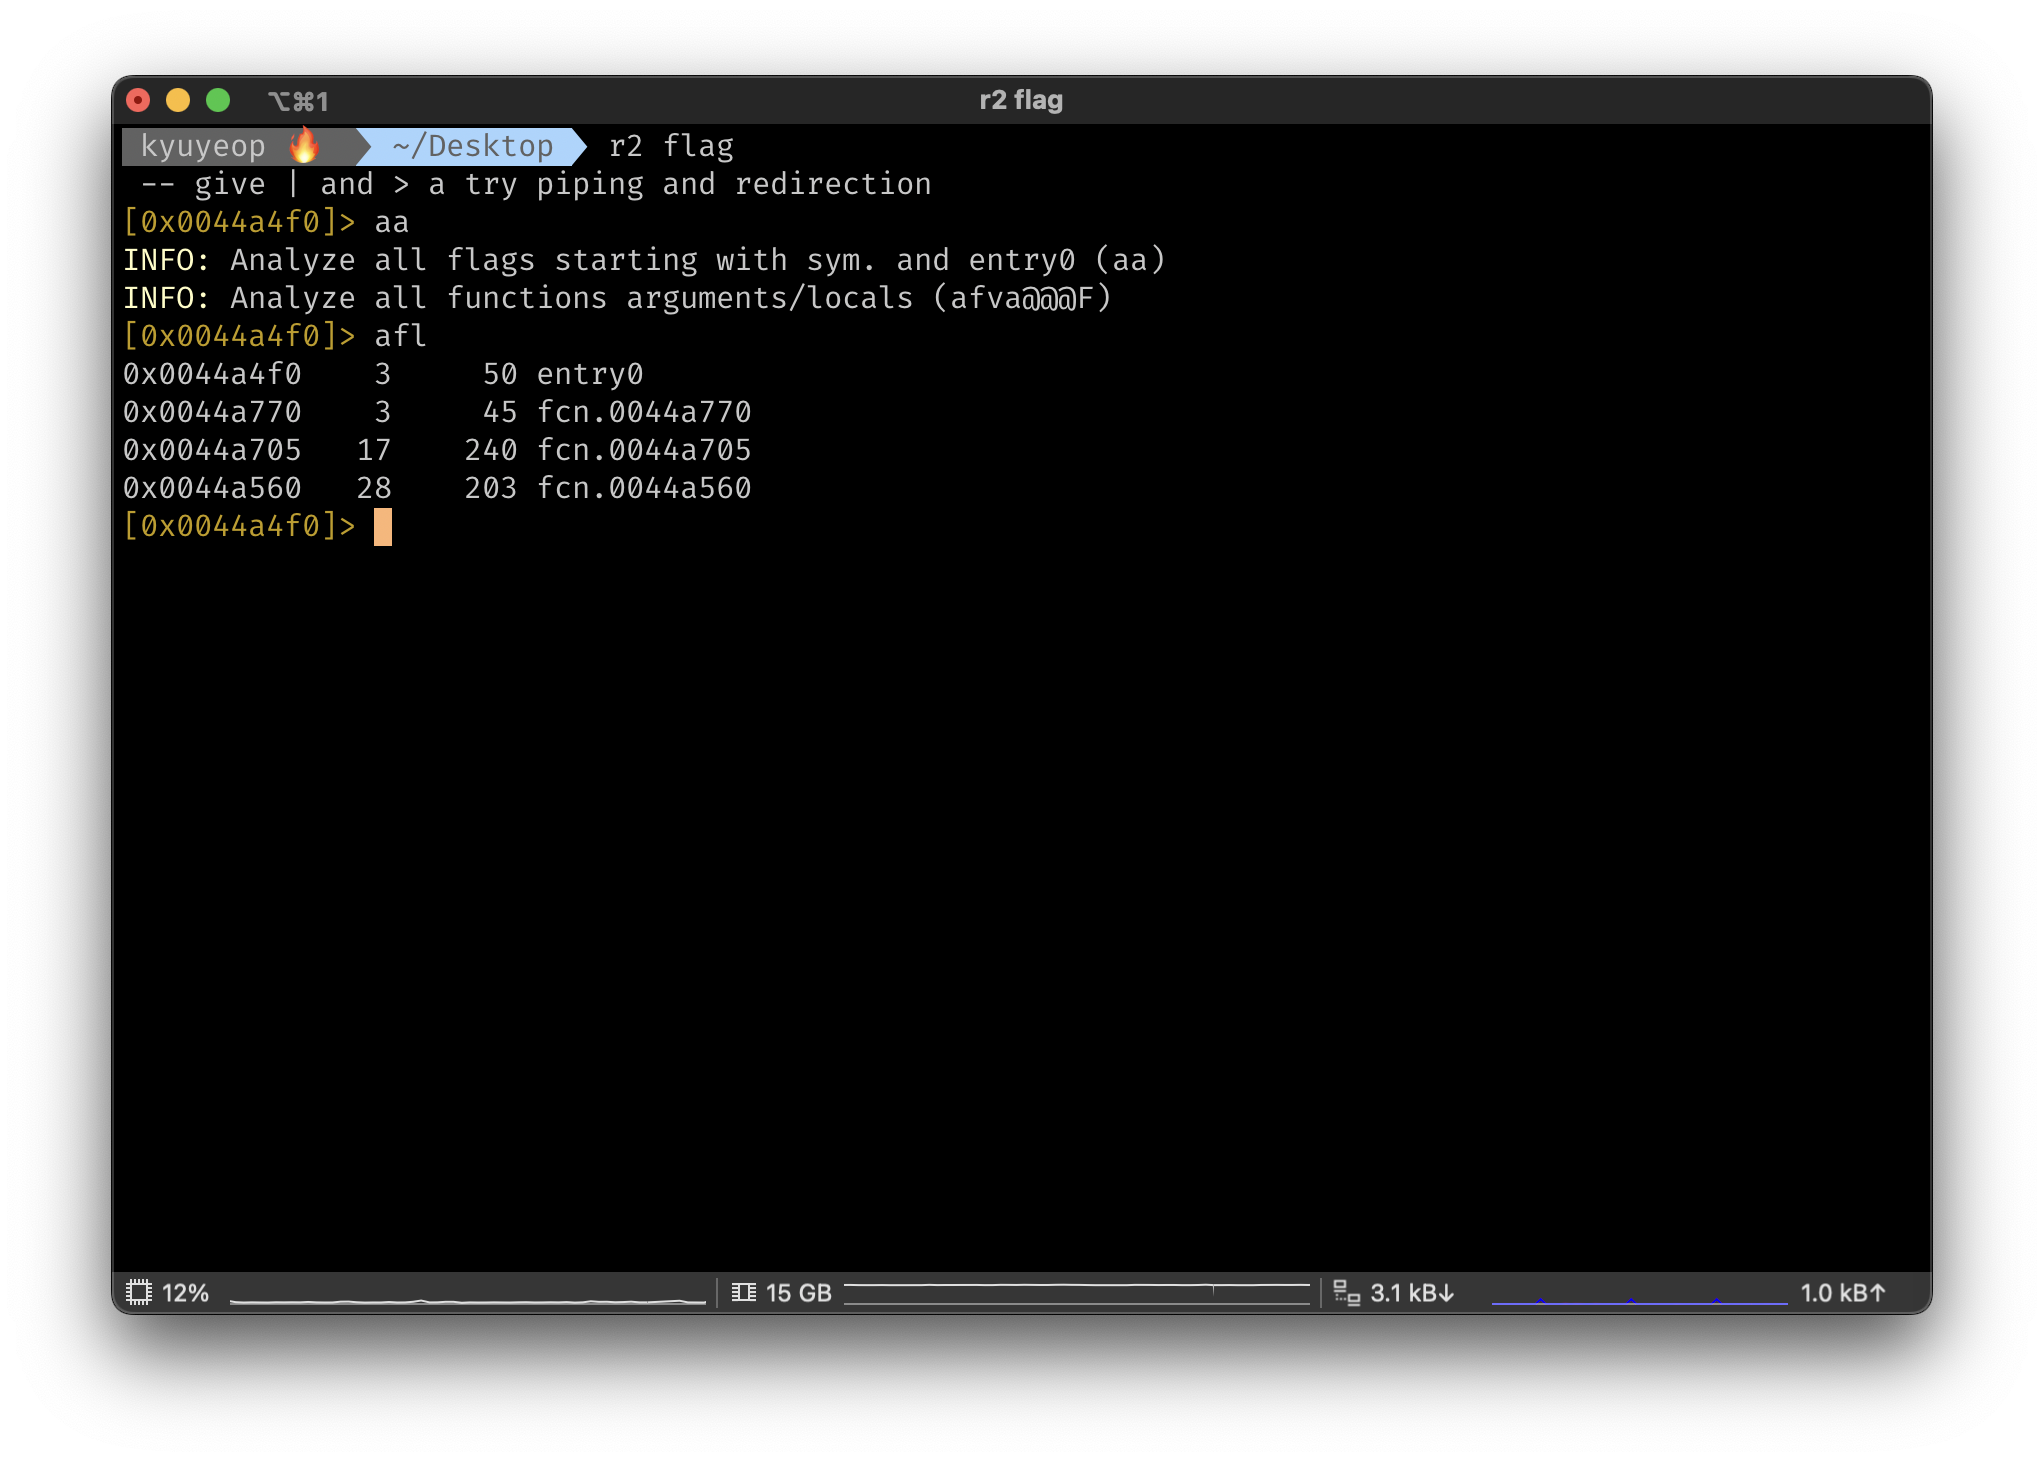 ⌥⌘1
r2 flag
kyuyeop 🔥 ~/Desktop r2 flag
-- give | and > a try piping and redirection
[0x0044a4f0]> aa
INFO: Analyze all flags starting with sym. and entry0 (aa)
INFO: Analyze all functions arguments/locals (afva@@@F)
[0x0044a4f0]> afl
0x0044a4f0    3     50 entry0
0x0044a770    3     45 fcn.0044a770
0x0044a705   17    240 fcn.0044a705
0x0044a560   28    203 fcn.0044a560
[0x0044a4f0]>
12% 15 GB 3.1 kB↓ 1.0 kB↑